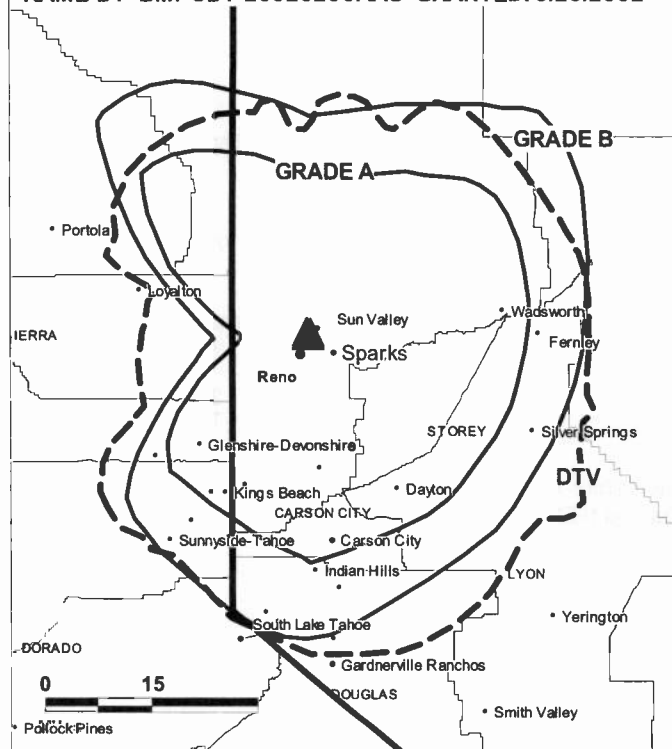 GRADE B
GRADE A
Portola
Loyalton
Sun Valley
Wadsworth
IERRA
Fernley
Sparks
Reno
STOREY
Silver Springs
Glenshire-Devonshire
DTV
Kings Beach
Dayton
CARSON CITY
Sunnyside-Tahoe
Carson City
Indian Hills
LYON
Yerington
South Lake Tahoe
DORADO
Gardnerville Ranchos
0 15
DOUGLAS
Smith Valley
Pollock Pines